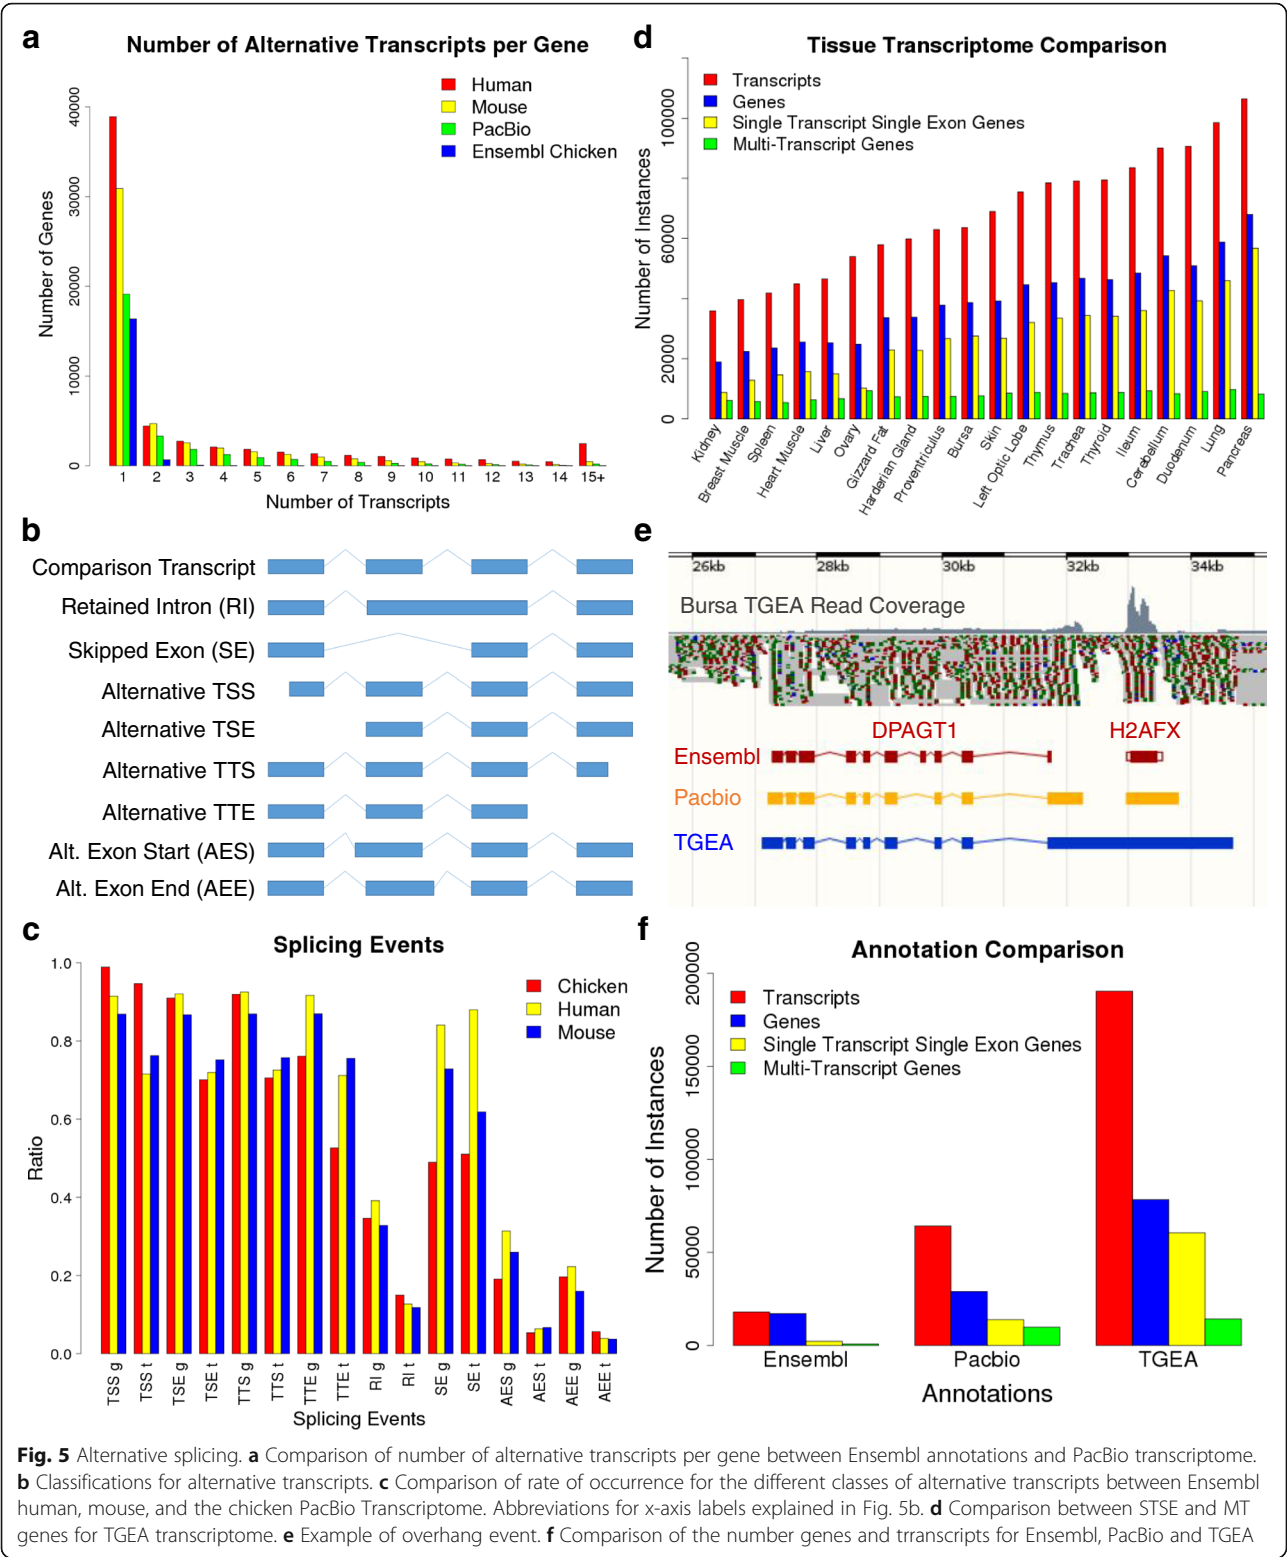 a
Number of Alternative Transcripts per Gene
Human
Mouse
PacBio
Ensembl Chicken
Number of Genes
40000
30000
20000
10000
0
1 2 3 4 5 6 7 8 9 10 11 12 13 14 15+
Number of Transcripts
b
Comparison Transcript
Retained Intron (RI)
Skipped Exon (SE)
Alternative TSS
Alternative TSE
Alternative TTS
Alternative TTE
Alt. Exon Start (AES)
Alt. Exon End (AEE)
c
Splicing Events
Chicken
Human
Mouse
Ratio
1.0
0.8
0.6
0.4
0.2
0.0
TSS g
TSS t
TSE g
TSE t
TTS g
TTS t
TTE g
TTE t
RI g
RI t
SE g
SE t
AES g
AES t
AEE g
AEE t
Splicing Events
d
Tissue Transcriptome Comparison
Transcripts
Genes
Single Transcript Single Exon Genes
Multi-Transcript Genes
Number of Instances
100000
60000
20000
0
Kidney
Breast Muscle
Spleen
Heart Muscle
Liver
Ovary
Gizzard Fat
Harderian Gland
Proventriculus
Bursa
Skin
Left Optic Lobe
Thymus
Trachea
Thyroid
Ileum
Cerebellum
Duodenum
Lung
Pancreas
e
26kb 28kb 30kb 32kb 34kb
Bursa TGEA Read Coverage
DPAGT1 H2AFX
Ensembl
Pacbio
TGEA
f
Annotation Comparison
Transcripts
Genes
Single Transcript Single Exon Genes
Multi-Transcript Genes
Number of Instances
200000
150000
100000
50000
0
Ensembl Pacbio TGEA
Annotations
Fig. 5 Alternative splicing. a Comparison of number of alternative transcripts per gene between Ensembl annotations and PacBio transcriptome.
b Classifications for alternative transcripts. c Comparison of rate of occurrence for the different classes of alternative transcripts between Ensembl
human, mouse, and the chicken PacBio Transcriptome. Abbreviations for x-axis labels explained in Fig. 5b. d Comparison between STSE and MT
genes for TGEA transcriptome. e Example of overhang event. f Comparison of the number genes and trranscripts for Ensembl, PacBio and TGEA